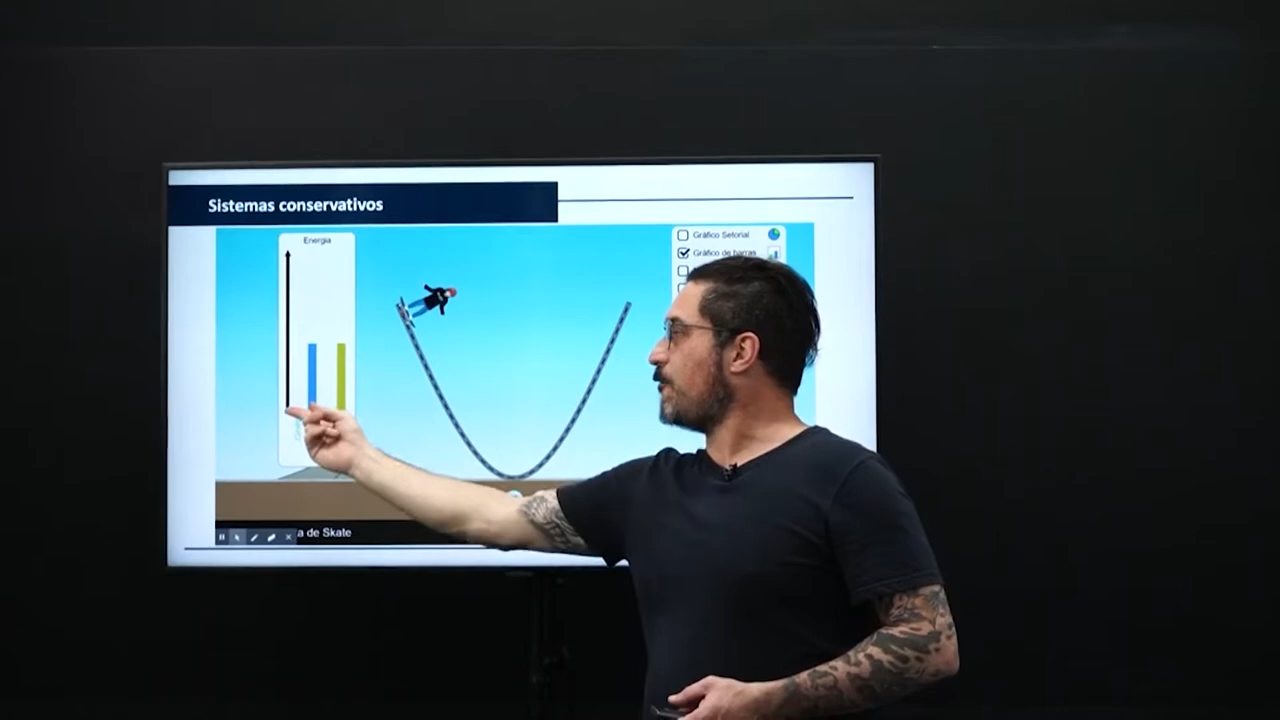 Sistemas conservativos
Energia
Gráfico Setorial
Gráfico de barras
a de Skate